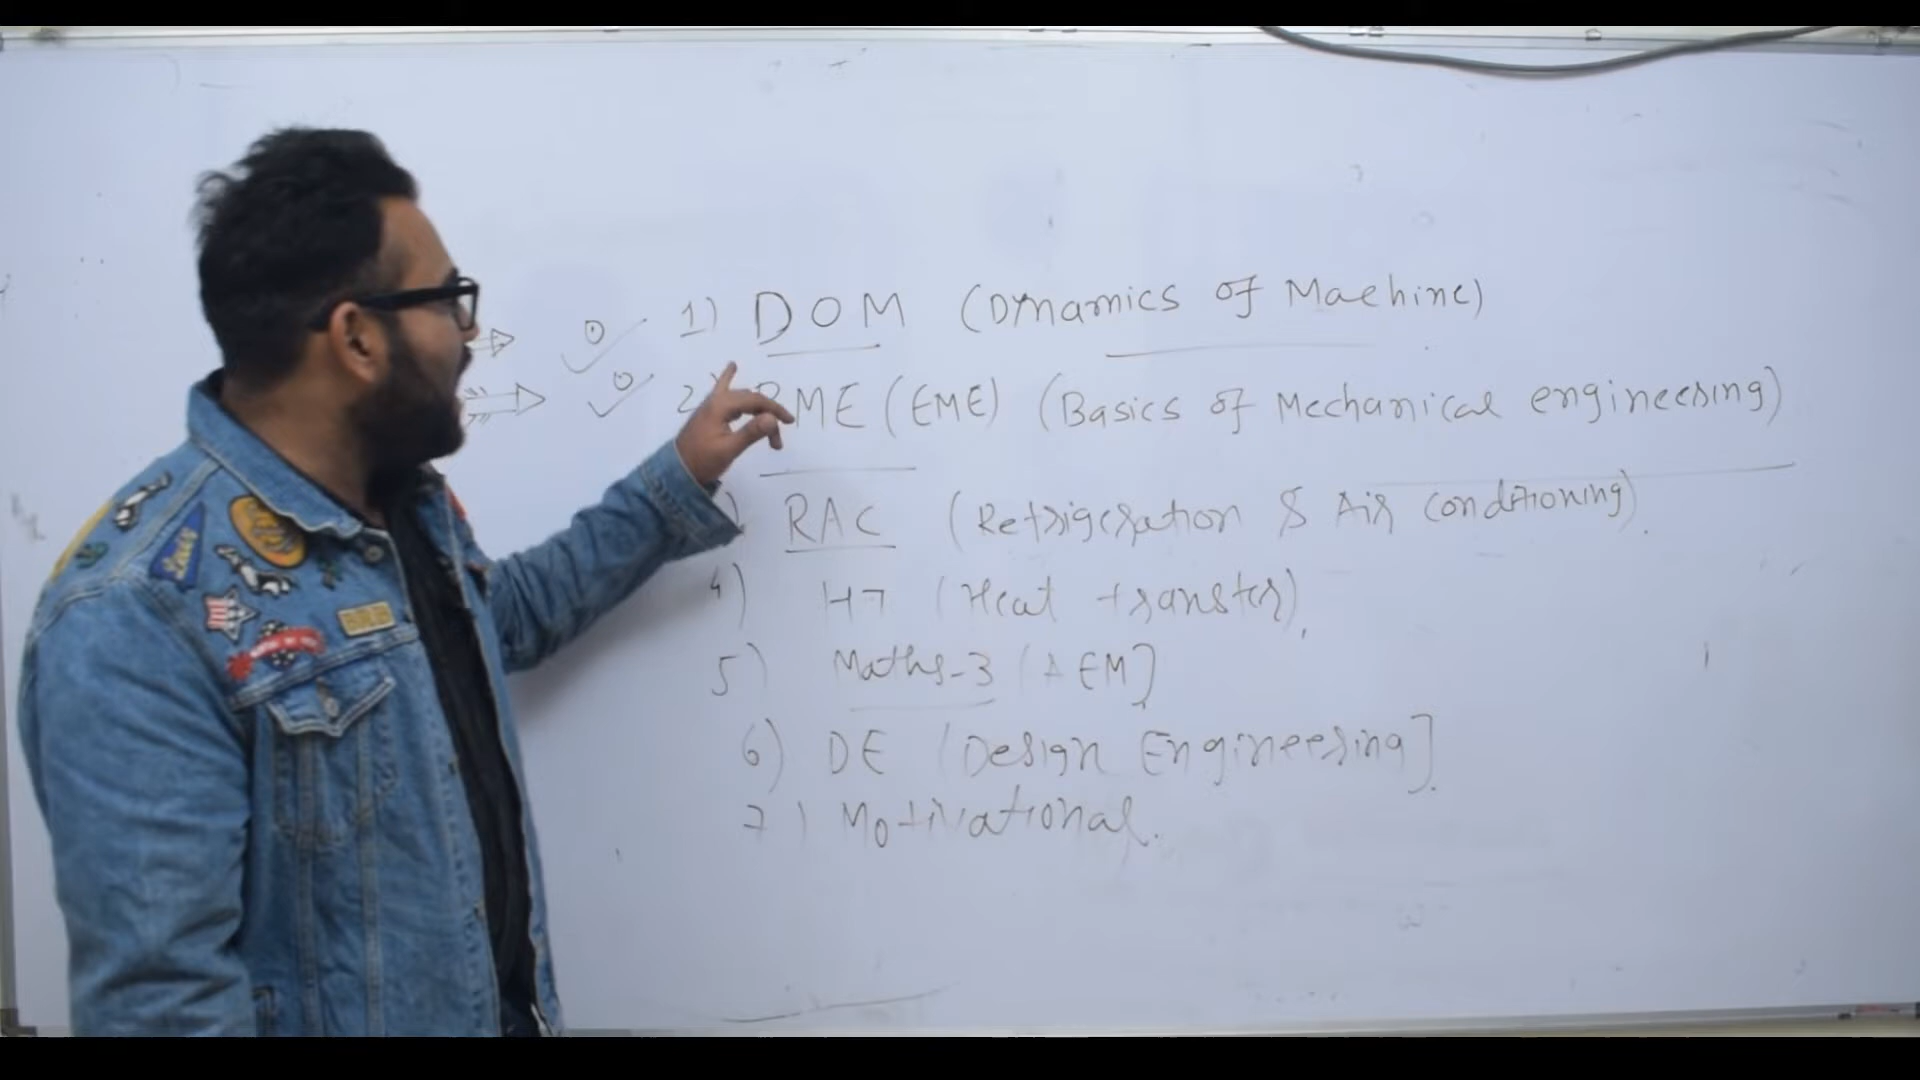 1) DOM (Dynamics of Machine)
2) BME (EME) (Basics of Mechanical engineering)
RAC (Refrigeration & Air Conditioning)
4) HT (Heat transfer)
5) Maths-3 (AEM]
6) DE (Design Engineering]
7) Motivational.